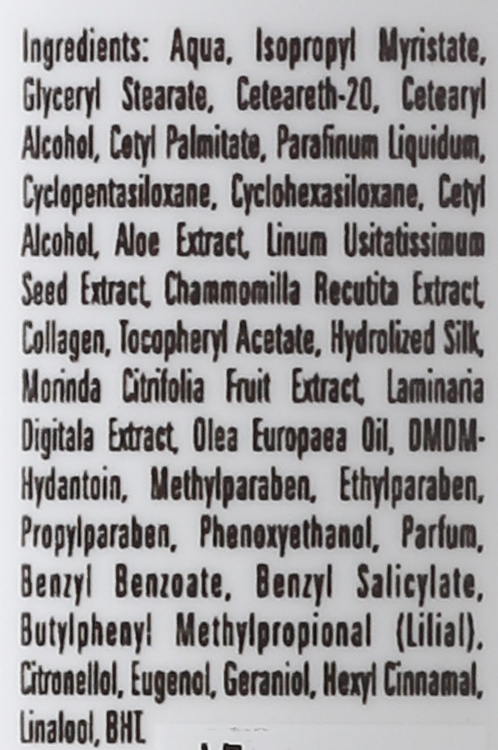 Ingredients: Aqua, Isopropyl Myristate,
Glyceryl Stearate, Ceteareth-20, Cetearyl
Alcohol, Cetyl Palmitate, Parafinum Liquidum,
Cyclopentasiloxane, Cyclohexasiloxane, Cetyl
Alcohol, Aloe Extract, Linum Usitatissimum
Seed Extract, Chammomilla Recutita Extract,
Collagen, Tocopheryl Acetate, Hydrolized Silk,
Morinda Citrifolia Fruit Extract, Laminaria
Digitala Extract, Olea Europaea Oil, DMDM-
Hydantoin, Methylparaben, Ethylparaben,
Propylparaben, Phenoxyethanol, Parfum,
Benzyl Benzoate, Benzyl Salicylate,
Butylphenyl Methylpropional (Lilial),
Citronellol, Eugenol, Geraniol, Hexyl Cinnamal,
Linalool, BHT.